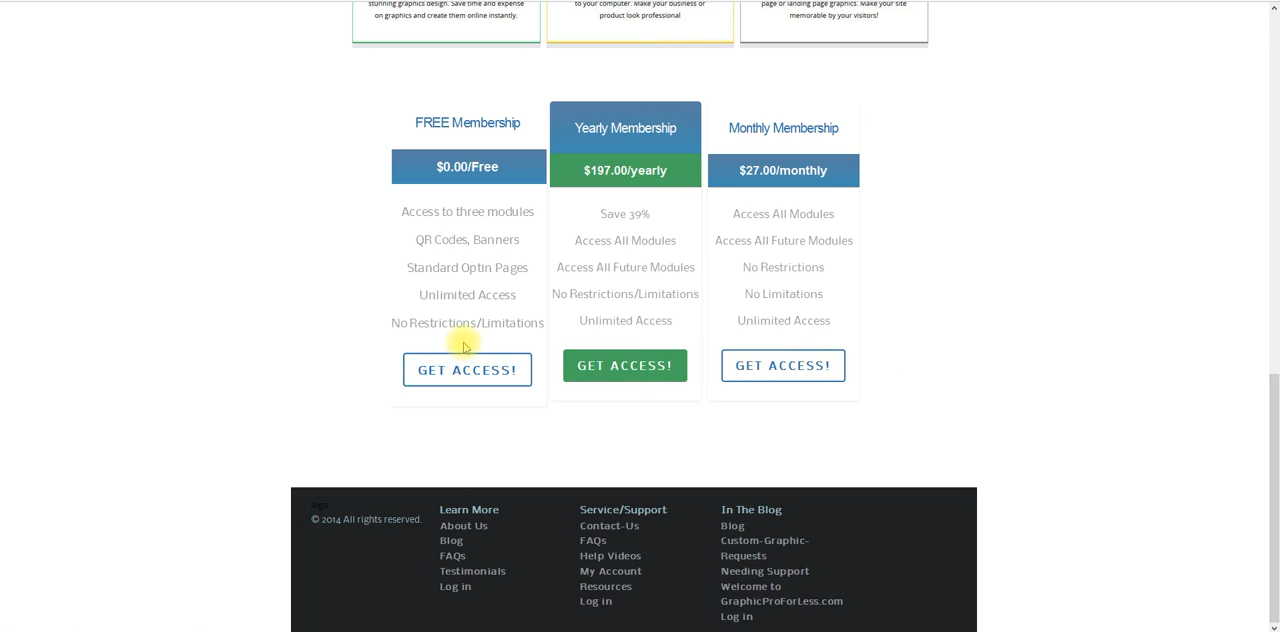 stunning graphics design. Save time and expense
on graphics and create them online instantly.
to your computer. Make your business or
product look professional
page or landing page graphics. Make your site
memorable by your visitors!
FREE Membership
$0.00/Free
Access to three modules
QR Codes, Banners
Standard Optin Pages
Unlimited Access
No Restrictions/Limitations
GET ACCESS!
Yearly Membership
$197.00/yearly
Save 39%
Access All Modules
Access All Future Modules
No Restrictions/Limitations
Unlimited Access
GET ACCESS!
Monthly Membership
$27.00/monthly
Access All Modules
Access All Future Modules
No Restrictions
No Limitations
Unlimited Access
GET ACCESS!
logo
© 2014 All rights reserved.
Learn More
About Us
Blog
FAQs
Testimonials
Log in
Service/Support
Contact-Us
FAQs
Help Videos
My Account
Resources
Log in
In The Blog
Blog
Custom-Graphic-
Requests
Needing Support
Welcome to
GraphicProForLess.com
Log in